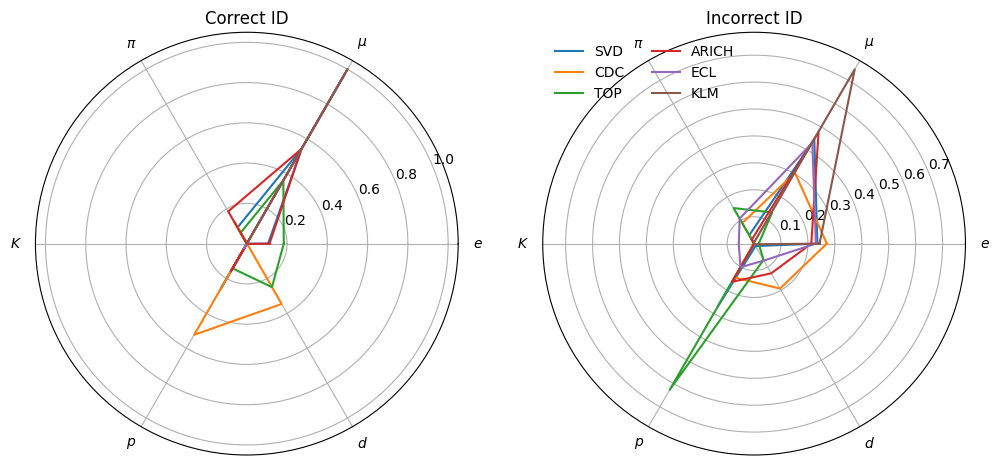 Correct ID
e
μ
π
K
p
d
0.2
0.4
0.6
0.8
1.0
Incorrect ID
e
μ
π
K
p
d
0.1
0.2
0.3
0.4
0.5
0.6
0.7
SVD
CDC
TOP
ARICH
ECL
KLM